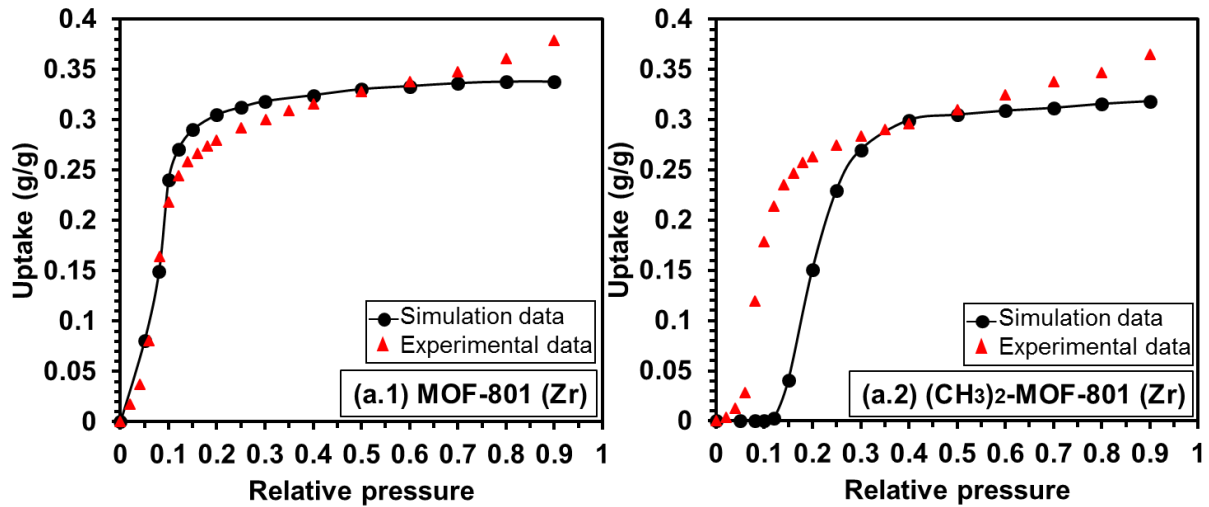 0.4
0.35
0.3
0.25
0.2
0.15
0.1
0.05
0
Uptake (g/g)
Simulation data
Experimental data
(a.1) MOF-801 (Zr)
0 0.1 0.2 0.3 0.4 0.5 0.6 0.7 0.8 0.9 1
Relative pressure
0.4
0.35
0.3
0.25
0.2
0.15
0.1
0.05
0
Uptake (g/g)
Simulation data
Experimental data
(a.2) (CH3)2-MOF-801 (Zr)
0 0.1 0.2 0.3 0.4 0.5 0.6 0.7 0.8 0.9 1
Relative pressure